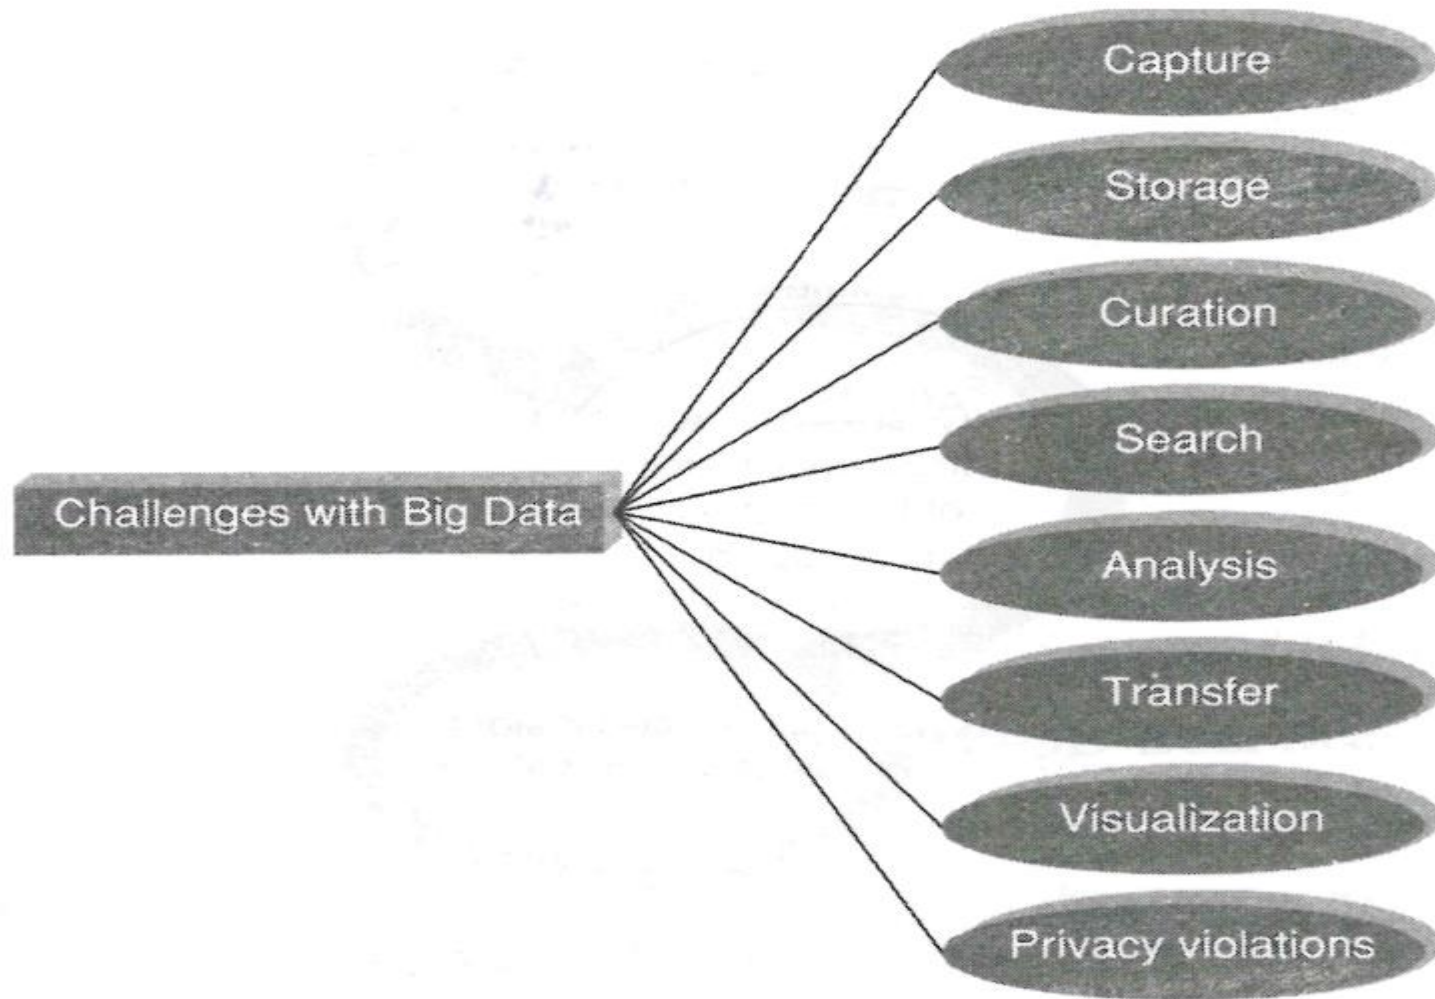 Capture
Storage
Curation
Search
Challenges with Big Data
Analysis
Transfer
Visualization
Privacy violations